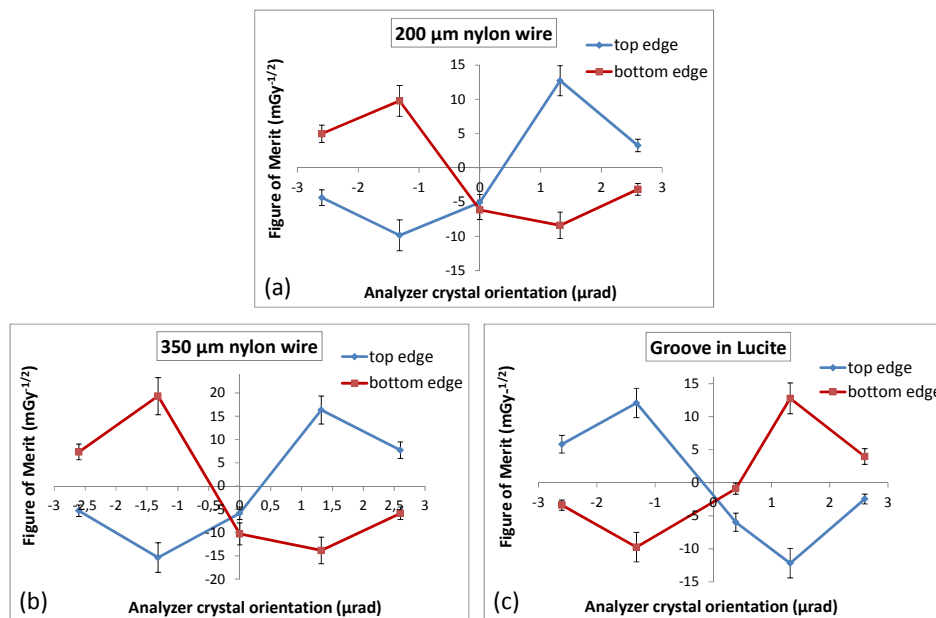 200 µm nylon wire
top edge
bottom edge
Figure of Merit (mGy-1/2)
15
10
5
0
-3 -2 -1 0 1 2 3
-5
-10
-15
Analyzer crystal orientation (µrad)
(a)
350 µm nylon wire
top edge
bottom edge
Figure of Merit (mGy-1/2)
20
15
10
5
0
-3 -2,5 -2 -1,5 -1 -0,5 0 0,5 1 1,5 2 2,5 3
-5
-10
-15
-20
Analyzer crystal orientation (µrad)
(b)
Groove in Lucite
top edge
bottom edge
Figure of Merit (mGy-1/2)
15
10
5
0
-3 -2 -1 0 1 2 3
-5
-10
-15
Analyzer crystal orientation (µrad)
(c)